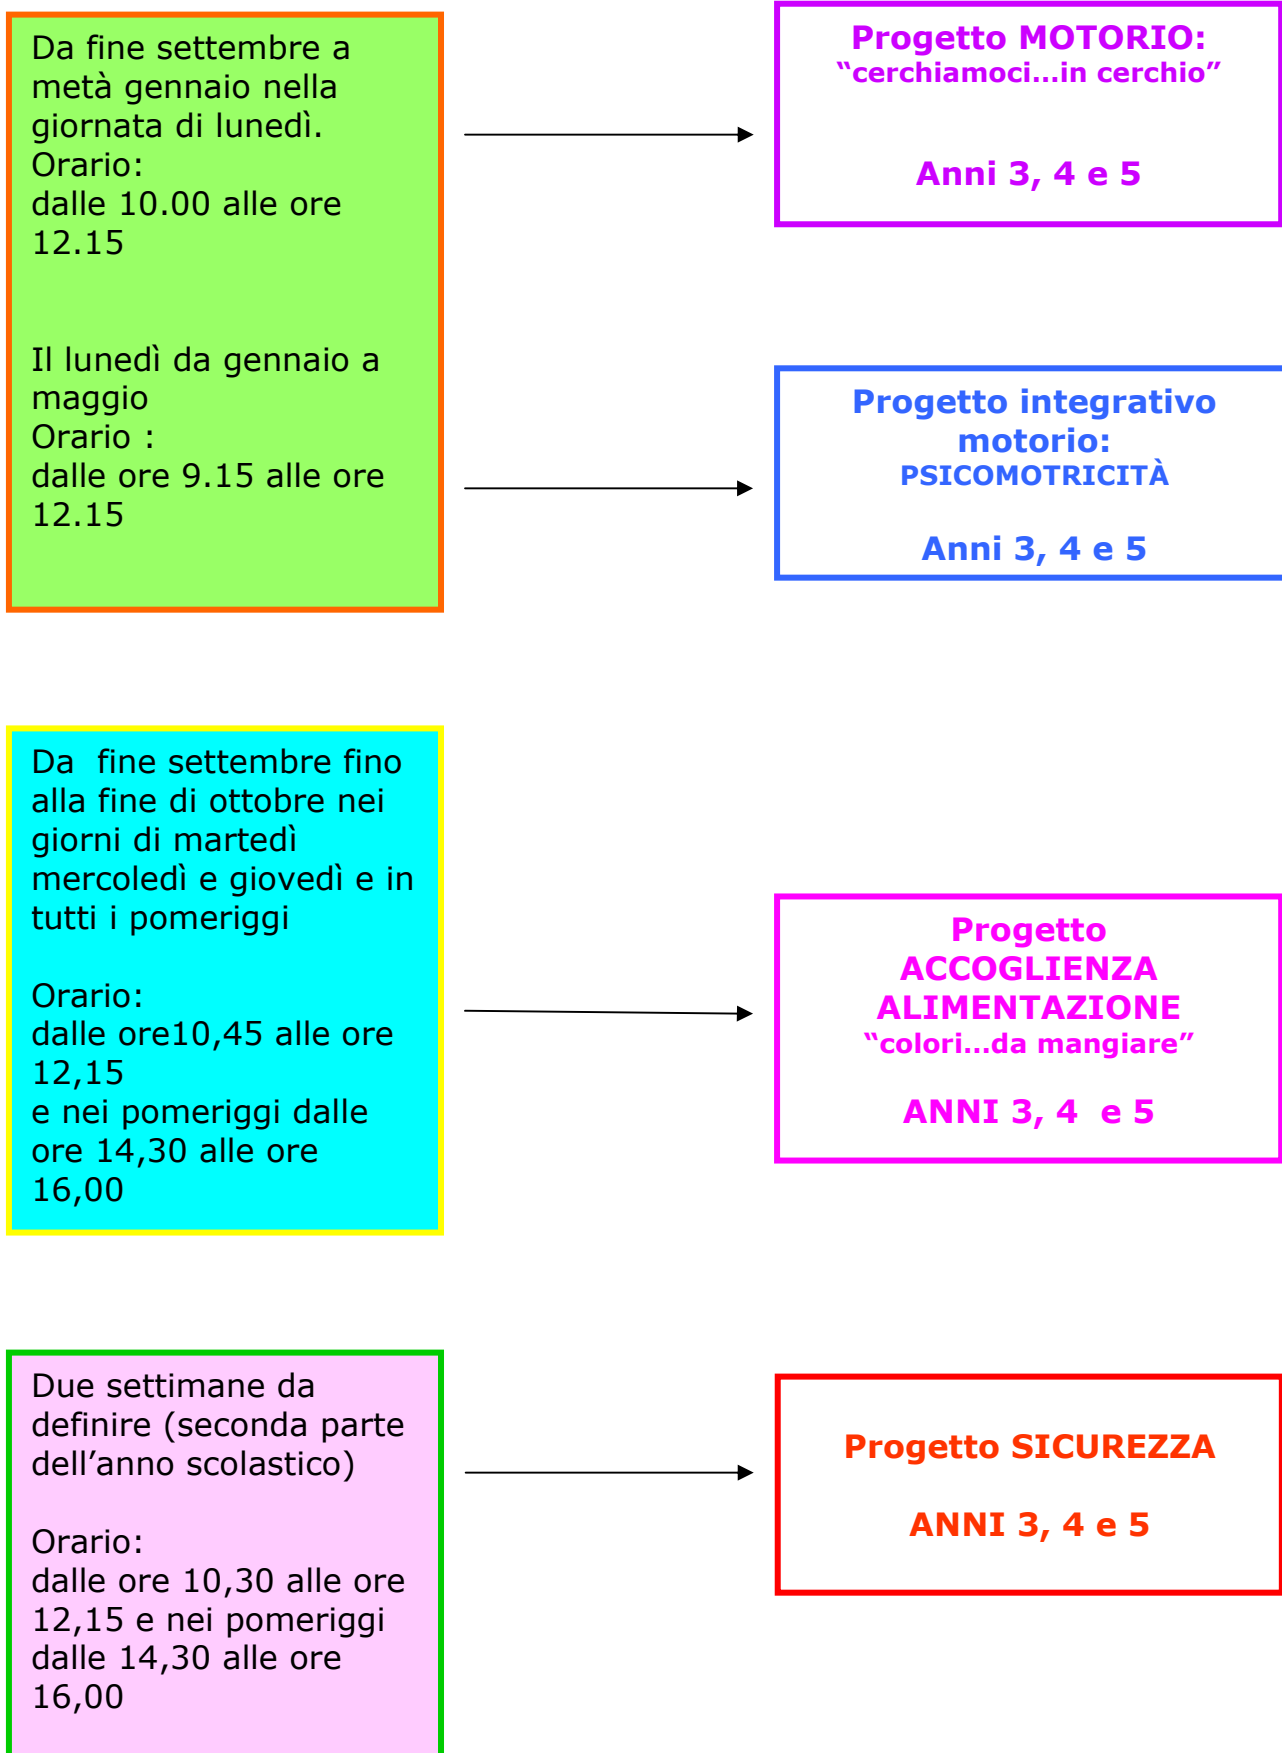 Da fine settembre a
metà gennaio nella
giornata di lunedì.
Orario:
dalle 10.00 alle ore
12.15
Progetto MOTORIO:
“cerchiamoci…in cerchio”
Anni 3, 4 e 5
Il lunedì da gennaio a
maggio
Orario :
dalle ore 9.15 alle ore
12.15
Progetto integrativo
motorio:
PSICOMOTRICITÀ
Anni 3, 4 e 5
Da  fine settembre fino
alla fine di ottobre nei
giorni di martedì
mercoledì e giovedì e in
tutti i pomeriggi
Orario:
dalle ore10,45 alle ore
12,15
e nei pomeriggi dalle
ore 14,30 alle ore
16,00
Progetto
ACCOGLIENZA
ALIMENTAZIONE
“colori…da mangiare”
ANNI 3, 4  e 5
Due settimane da
definire (seconda parte
dell’anno scolastico)
Orario:
dalle ore 10,30 alle ore
12,15 e nei pomeriggi
dalle 14,30 alle ore
16,00
Progetto SICUREZZA
ANNI 3, 4 e 5